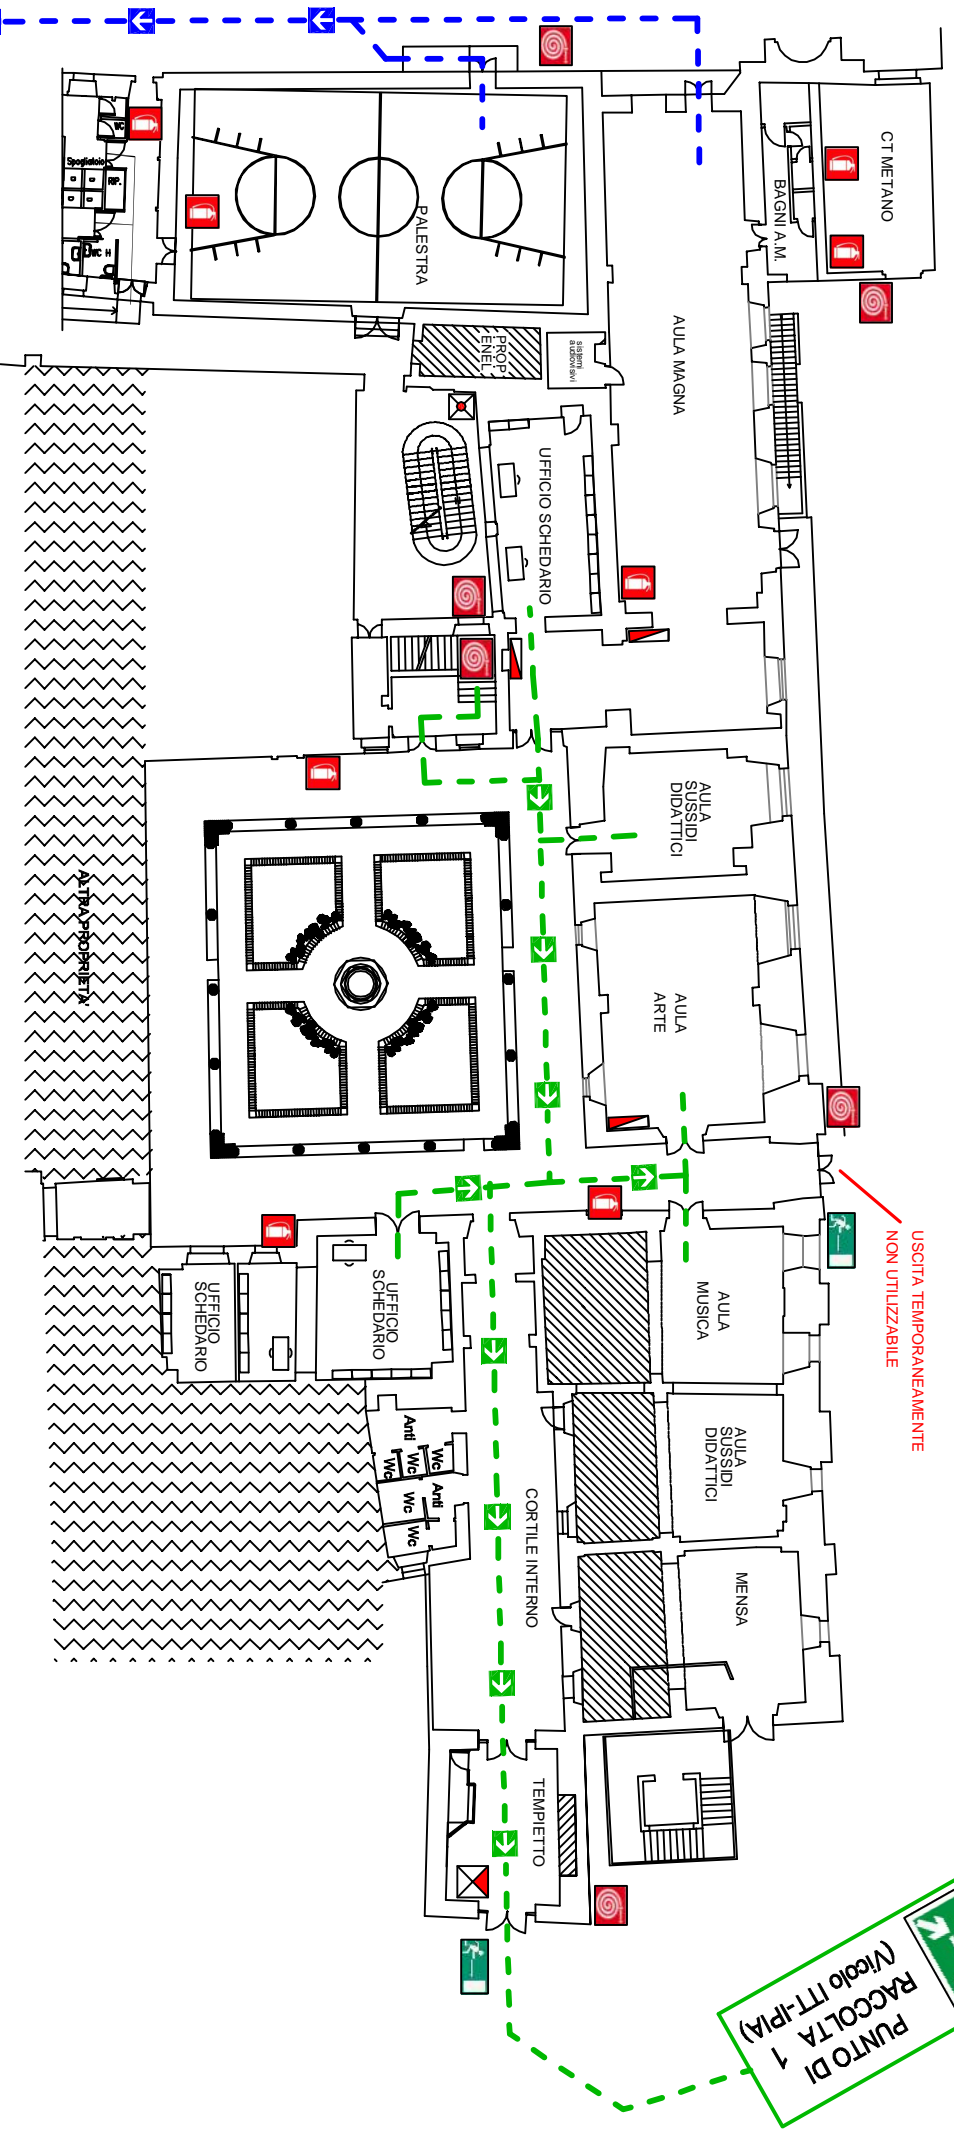 CT METANO
BAGNI A.M.
WC
Spogliatoio
RIP.
WC H
PALESTRA
PROP
ENEL
sistemi
audiovisivi
AULA MAGNA
UFFICIO SCHEDARIO
AULA
SUSSIDI
DIDATTICI
ALTRA PROPRIETA'
AULA
ARTE
USCITA TEMPORANEAMENTE
NON UTILIZZABILE
UFFICIO
SCHEDARIO
UFFICIO
SCHEDARIO
AULA
MUSICA
AULA
SUSSIDI
DIDATTICI
Anti
Wc
Wc
Wc
Anti
Wc
Wc
CORTILE INTERNO
MENSA
TEMPIETTO
PUNTO DI
RACCOLTA 1
(Vicolo ITT-IPIA)